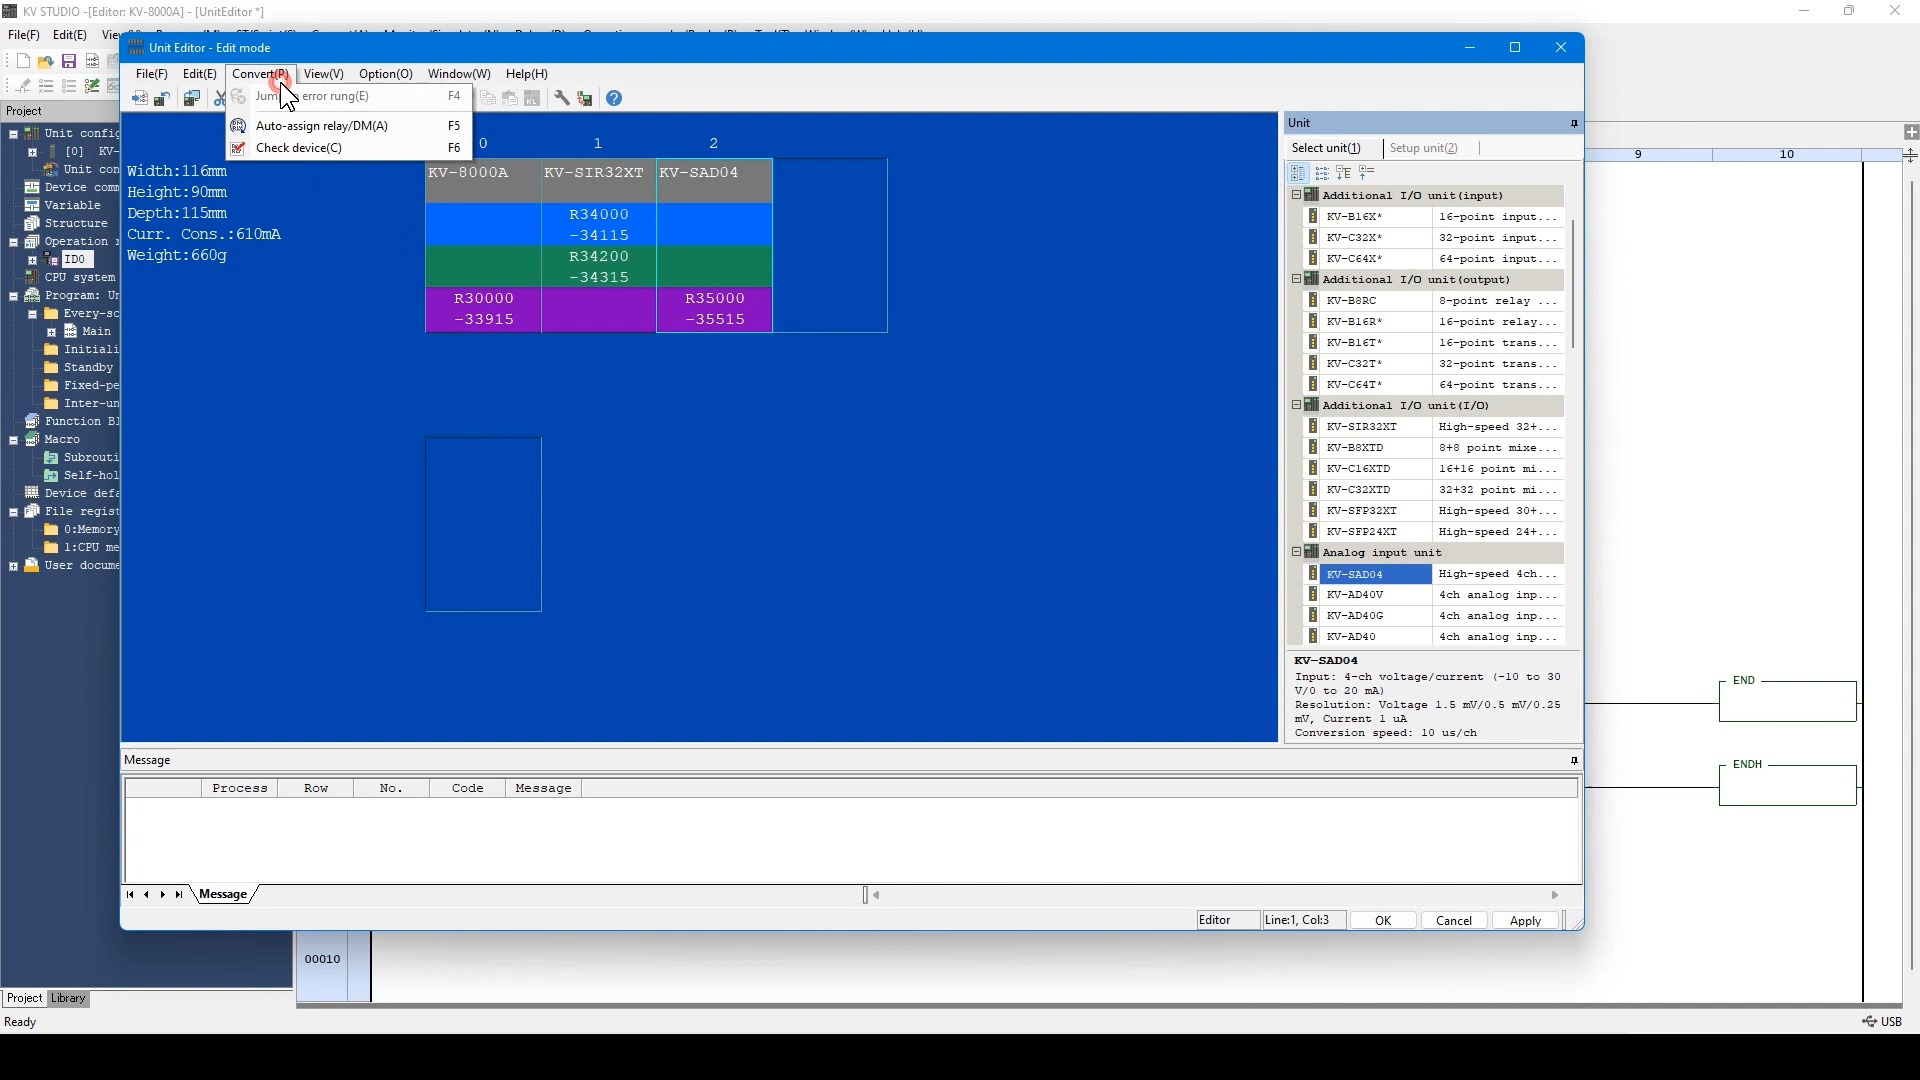 KV STUDIO -[Editor: KV-8000A] - [UnitEditor *]
File(F) Edit(E)
Unit Editor - Edit mode
File(F) Edit(E) Convert(P) View(V) Option(O) Window(W) Help(H)
error rung(E) F4
Auto-assign relay/DM(A) F5
Check device(C) F6
Project
Unit config
[0] KV-
Unit con
Device comm
Variable
Structure
Operation
ID0
CPU system
Program: Un
Every-sc
Main
Initiali
Standby
Fixed-pe
Inter-un
Function Bl
Macro
Subrouti
Self-hol
Device defa
File regist
0:Memory
1:CPU me
User docume
Project Library
Ready
Width:116mm
Height:90mm
Depth:115mm
Curr. Cons.:610mA
Weight:660g
0 1 2
KV-8000A KV-SIR32XT KV-SAD04
R34000
-34115
R34200
-34315
R30000 R35000
-33915 -35515
Unit
Select unit(1) Setup unit(2)
Additional I/O unit(input)
KV-B16X* 16-point input...
KV-C32X* 32-point input...
KV-C64X* 64-point input...
Additional I/O unit(output)
KV-B8RC 8-point relay ...
KV-B16R* 16-point relay...
KV-B16T* 16-point trans...
KV-C32T* 32-point trans...
KV-C64T* 64-point trans...
Additional I/O unit(I/O)
KV-SIR32XT High-speed 32+...
KV-B8XTD 8+8 point mixe...
KV-C16XTD 16+16 point mi...
KV-C32XTD 32+32 point mi...
KV-SFP32XT High-speed 30+...
KV-SFP24XT High-speed 24+...
Analog input unit
KV-SAD04 High-speed 4ch...
KV-AD40V 4ch analog inp...
KV-AD40G 4ch analog inp...
KV-AD40 4ch analog inp...
KV-SAD04
Input: 4-ch voltage/current (-10 to 30
V/0 to 20 mA)
Resolution: Voltage 1.5 mV/0.5 mV/0.25
mV, Current 1 uA
Conversion speed: 10 us/ch
Message
Process Row No. Code Message
Message
Editor Line:1, Col:3 OK Cancel Apply
9 10
END
ENDH
00010
USB